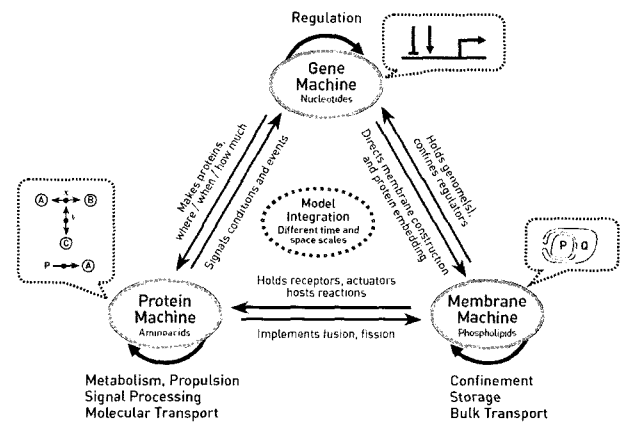 Regulation
Gene
Machine
Nucleotides
Makes proteins,
where / when / how much
Signals conditions and events
Holds genome(s),
confines regulators
Directs membrane construction
and protein embedding
Model
Integration
Different time and
space scales
A
x
B
C
P
A
P
Q
Holds receptors, actuators
hosts reactions
Implements fusion, fission
Protein
Machine
Aminoacids
Membrane
Machine
Phospholipids
Metabolism, Propulsion
Signal Processing
Molecular Transport
Confinement
Storage
Bulk Transport